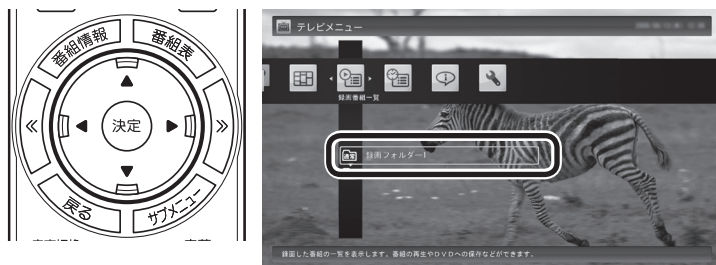 番組情報
番組表
決定
戻る
サブメニュー
テレビメニュー
録画番組一覧
通常 録画フォルダー1
録画した番組の一覧を表示します。番組の再生やDVDへの保存などができます。